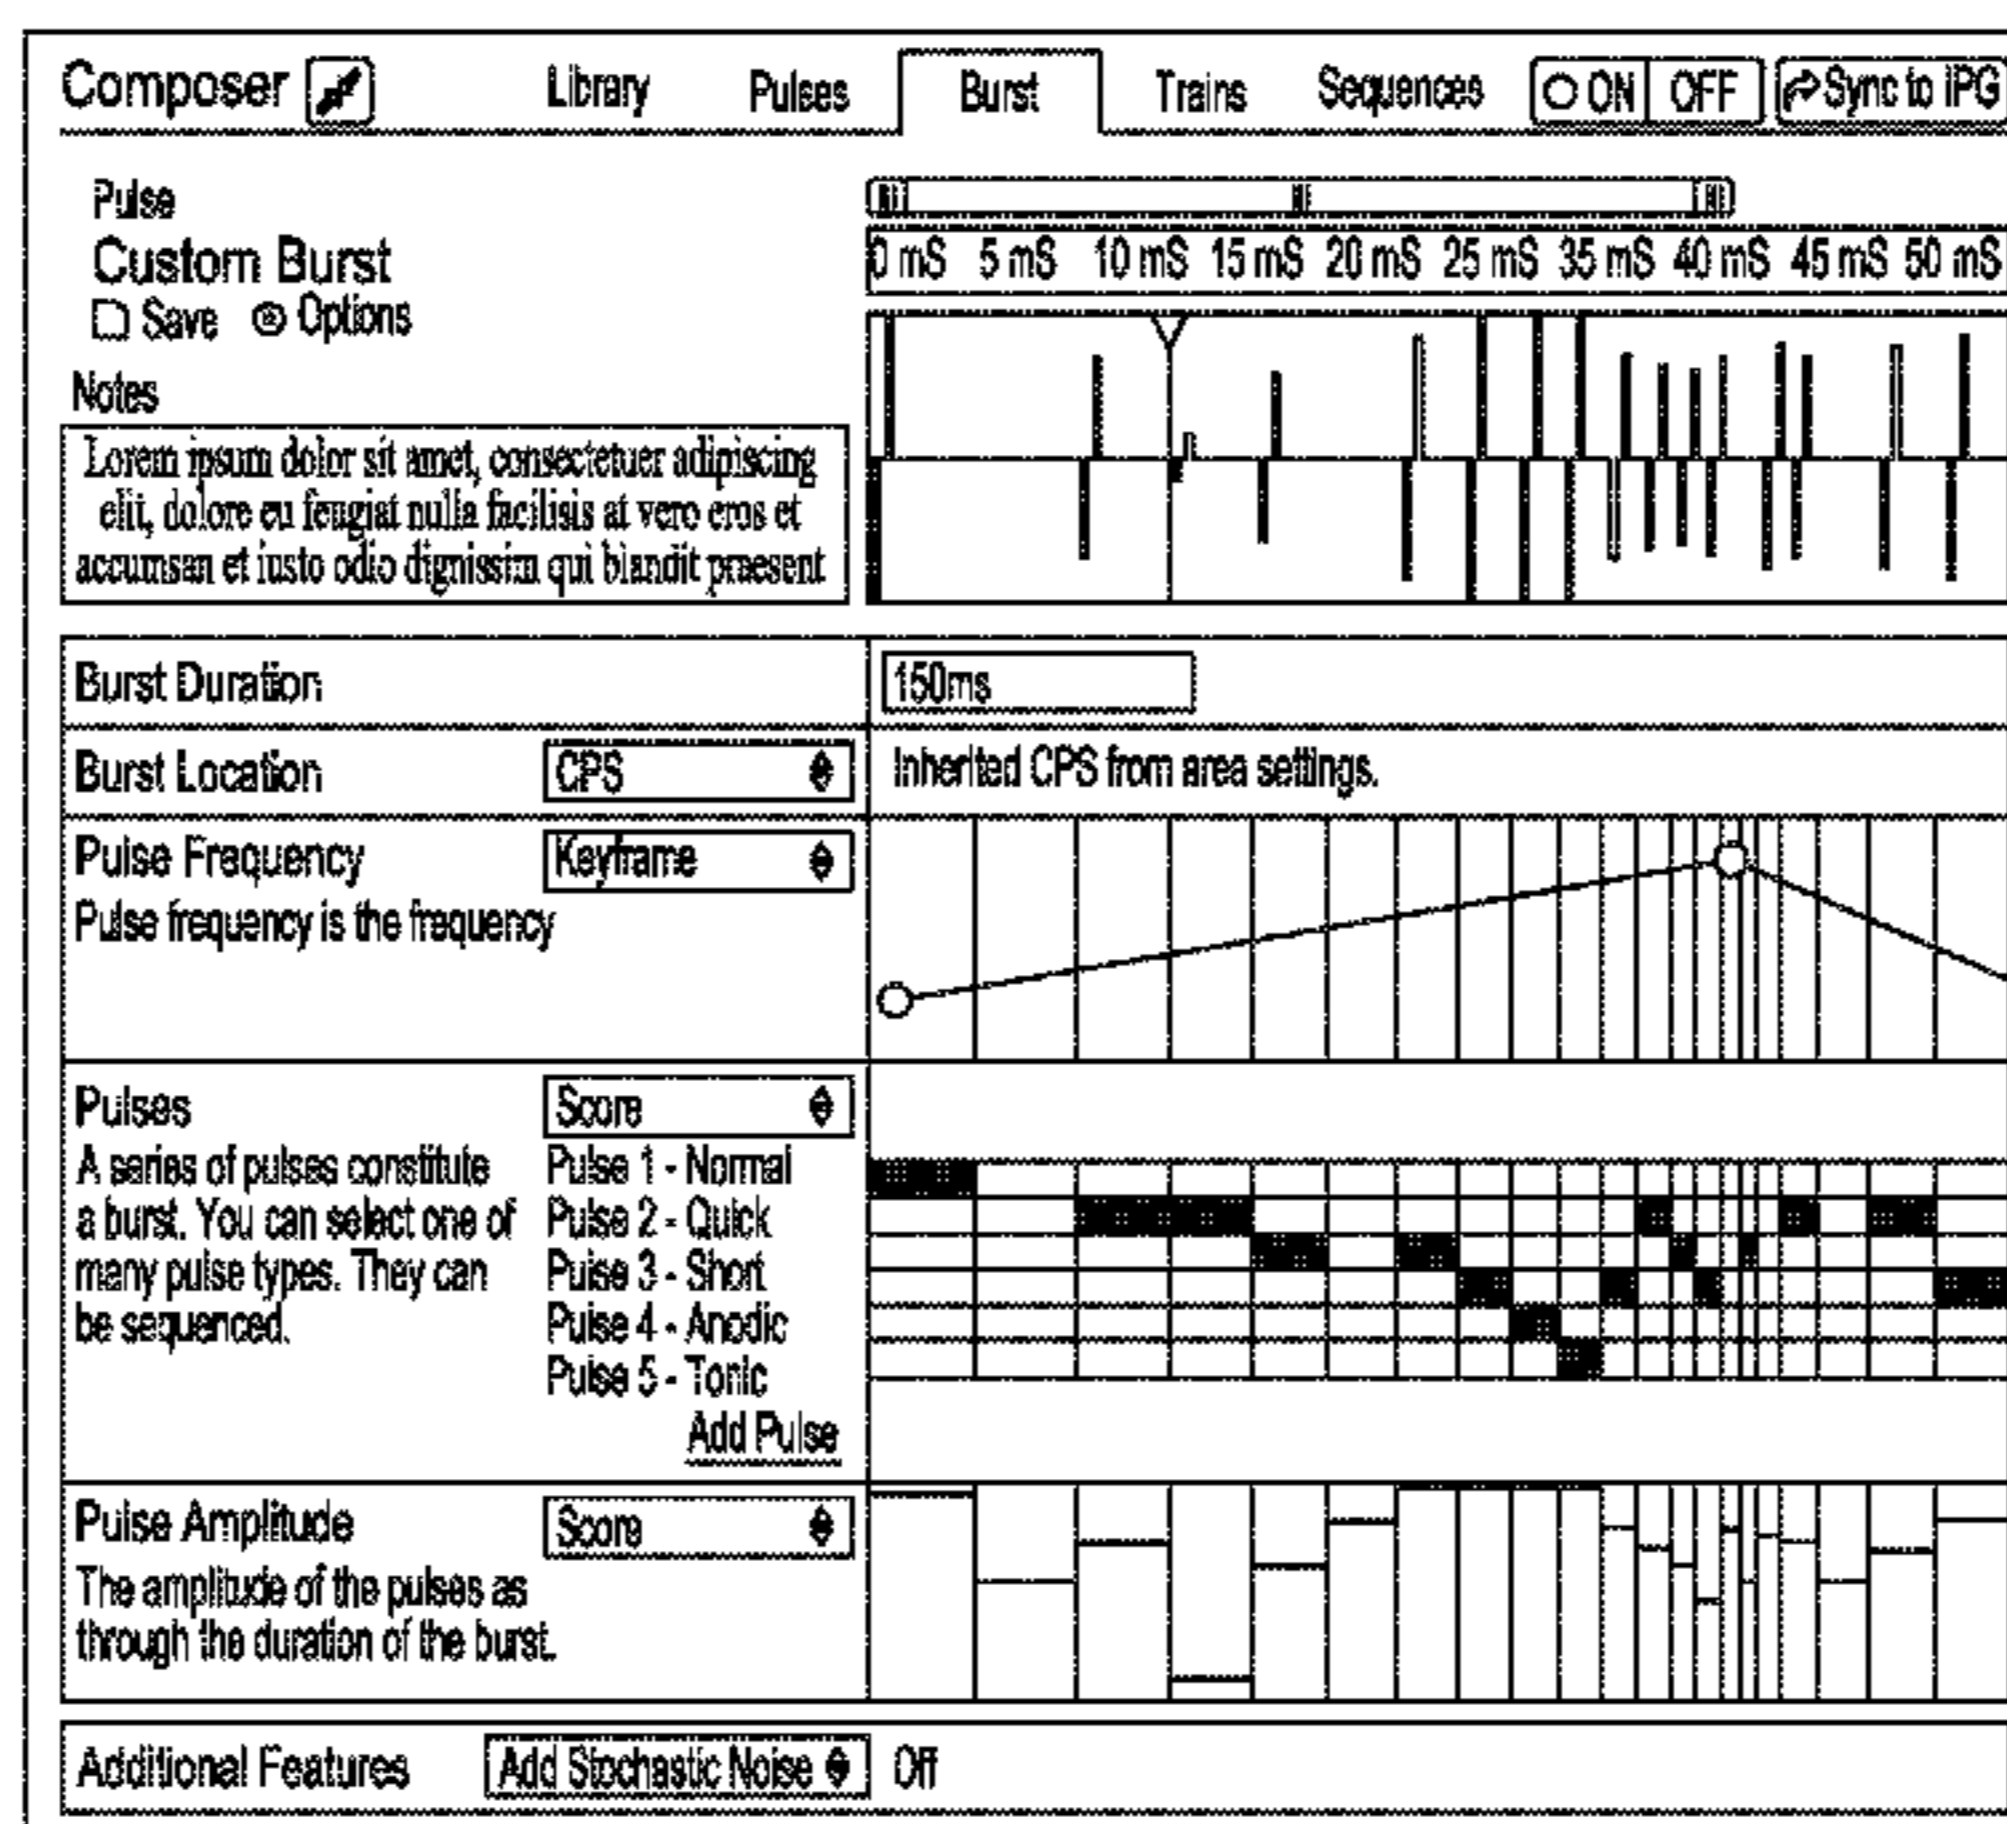 Composer Library Pulses Burst Trains Sequences ON OFF Sync to iPG
Pulse
Custom Burst
Save Options
0 mS 5 mS 10 mS 15 mS 20 mS 25 mS 35 mS 40 mS 45 mS 50 mS
Notes
Lorem ipsum dolor sit amet, consectetuer adipiscing
elit, dolore eu feugiat nulla facilisis at vero eros et
accumsan et iusto odio dignissim qui blandit praesent
Burst Duration 150ms
Burst Location CPS Inherited CPS from area settings.
Pulse Frequency Keyframe
Pulse frequency is the frequency
Pulses Score
A series of pulses constitute
a burst. You can select one of
many pulse types. They can
be sequenced.
Pulse 1 - Normal
Pulse 2 - Quick
Pulse 3 - Short
Pulse 4 - Anodic
Pulse 5 - Tonic
Add Pulse
Pulse Amplitude Score
The amplitude of the pulses as
through the duration of the burst.
Additional Features Add Stochastic Noise Off